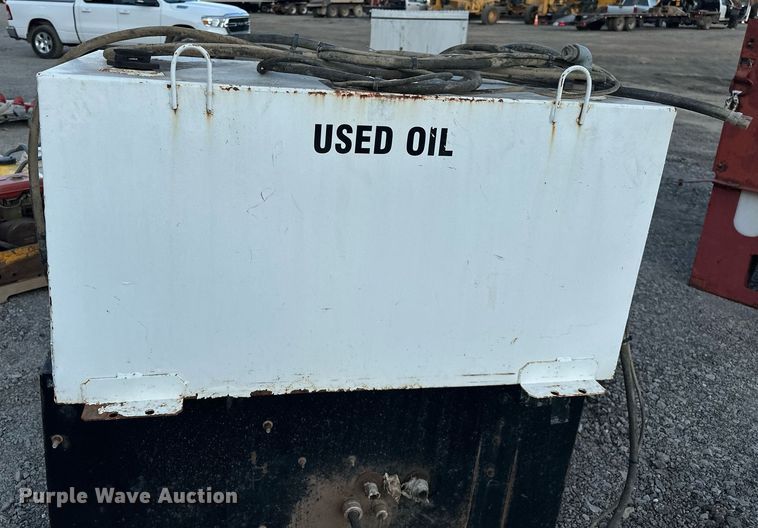 USED OIL
Purple Wave Auction